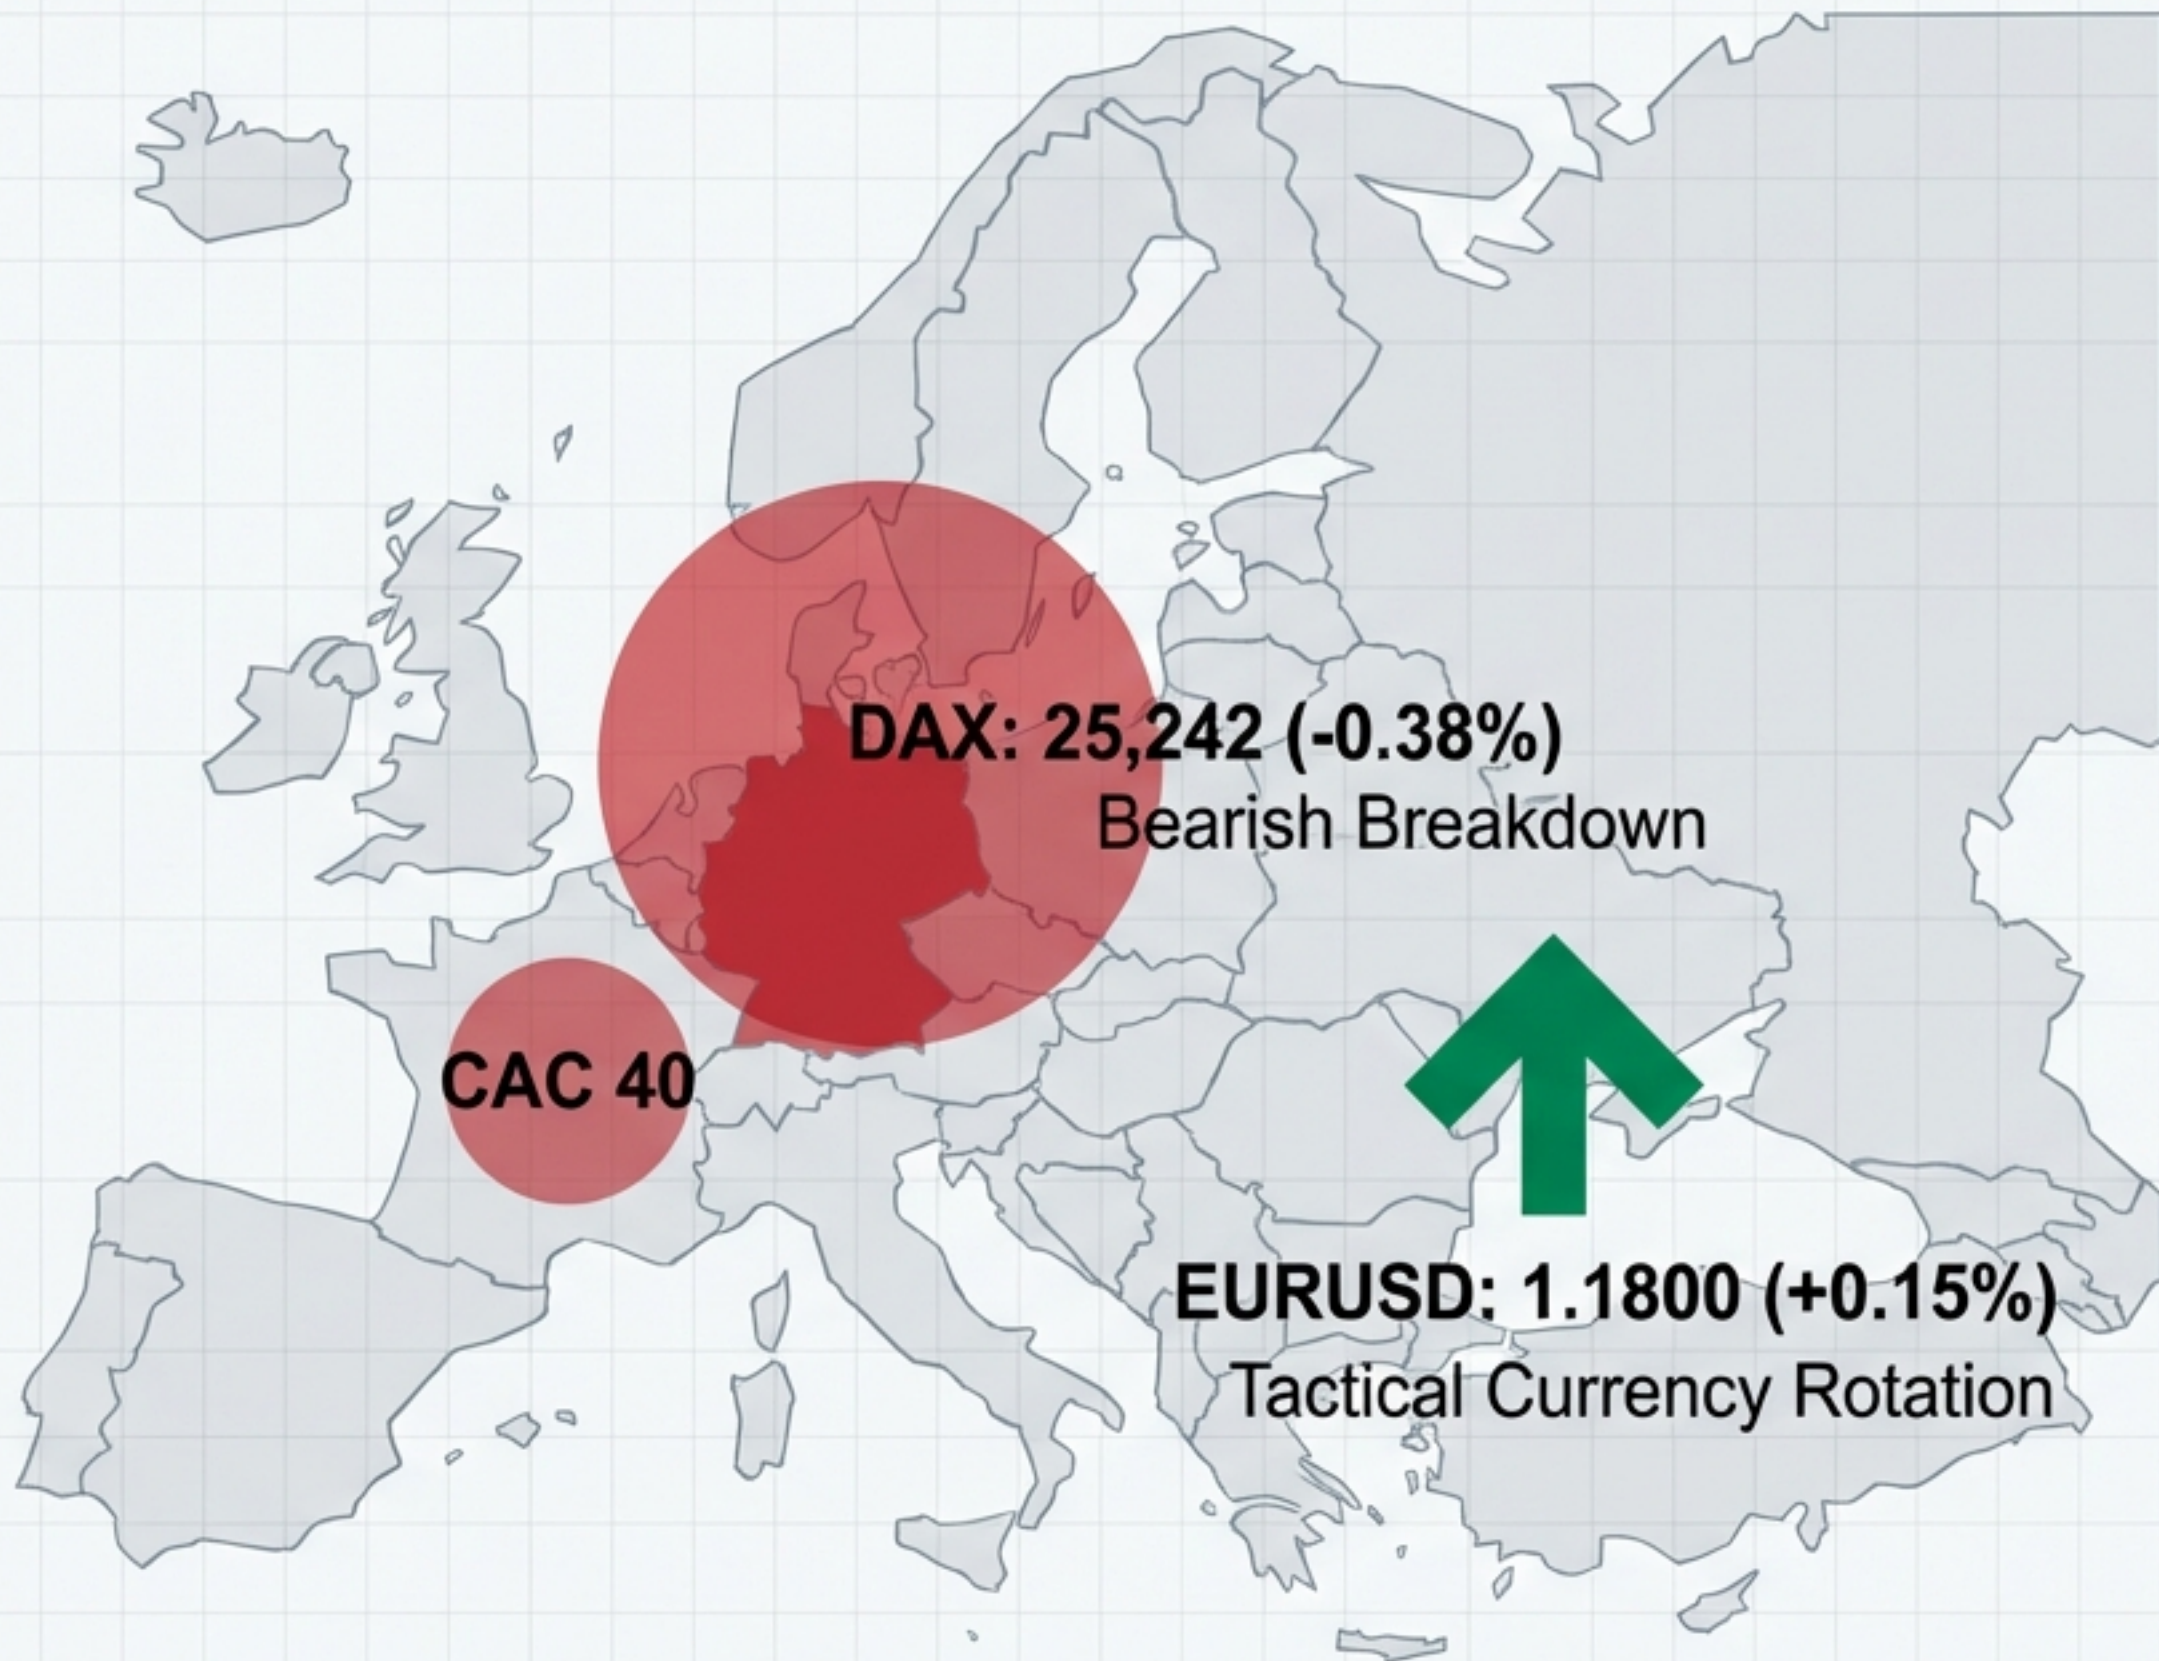 DAX: 25,242 (-0.38%)
Bearish Breakdown
CAC 40
EURUSD: 1.1800 (+0.15%)
Tactical Currency Rotation